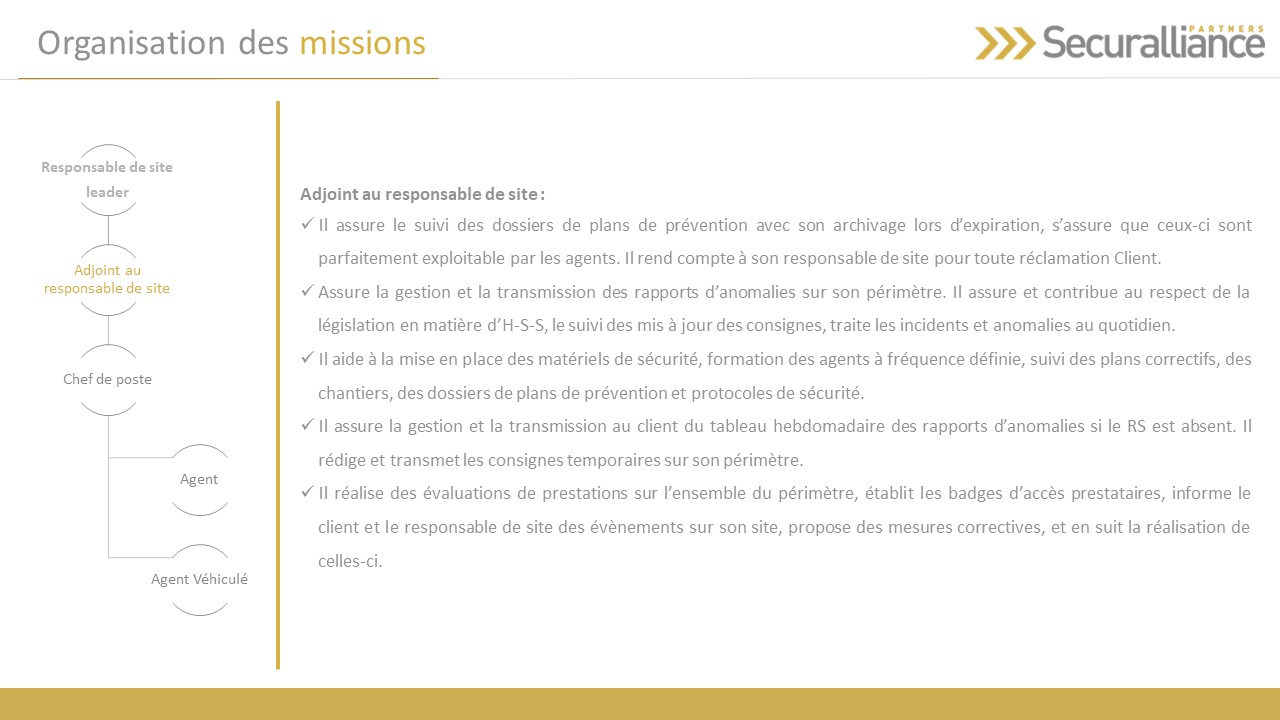 Organisation des missions
PARTNERS
Securalliance
Responsable de site
leader
Adjoint au
responsable de site
Chef de poste
Agent
Agent Véhiculé
Adjoint au responsable de site :
✓ Il assure le suivi des dossiers de plans de prévention avec son archivage lors d’expiration, s’assure que ceux-ci sont
parfaitement exploitable par les agents. Il rend compte à son responsable de site pour toute réclamation Client.
✓ Assure la gestion et la transmission des rapports d’anomalies sur son périmètre. Il assure et contribue au respect de la
législation en matière d’H-S-S, le suivi des mis à jour des consignes, traite les incidents et anomalies au quotidien.
✓ Il aide à la mise en place des matériels de sécurité, formation des agents à fréquence définie, suivi des plans correctifs, des
chantiers, des dossiers de plans de prévention et protocoles de sécurité.
✓ Il assure la gestion et la transmission au client du tableau hebdomadaire des rapports d’anomalies si le RS est absent. Il
rédige et transmet les consignes temporaires sur son périmètre.
✓ Il réalise des évaluations de prestations sur l’ensemble du périmètre, établit les badges d’accès prestataires, informe le
client et le responsable de site des évènements sur son site, propose des mesures correctives, et en suit la réalisation de
celles-ci.